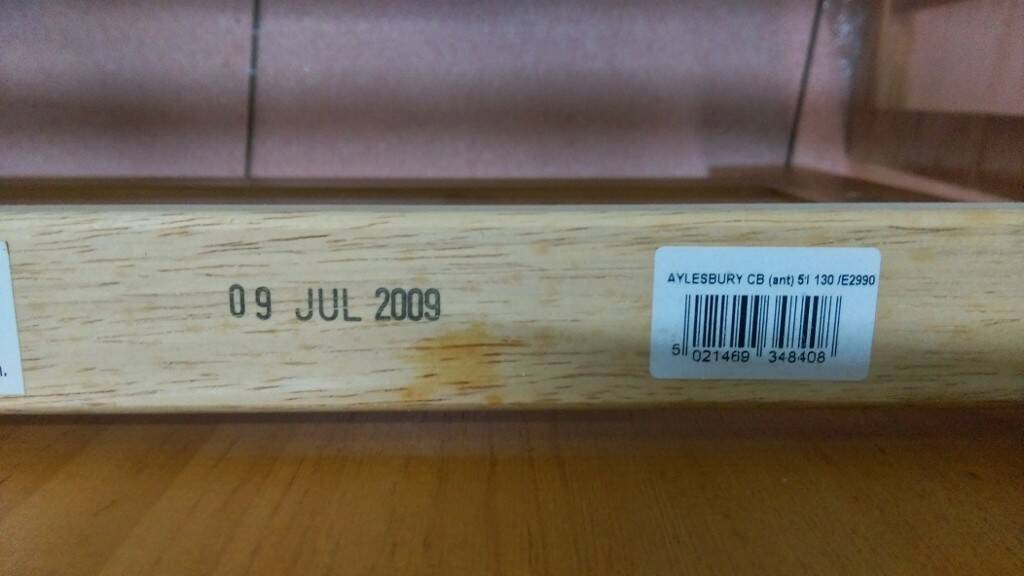 09 JUL 2009
AYLESBURY CB (ant) 51 130 /E2990
5 021469 348408